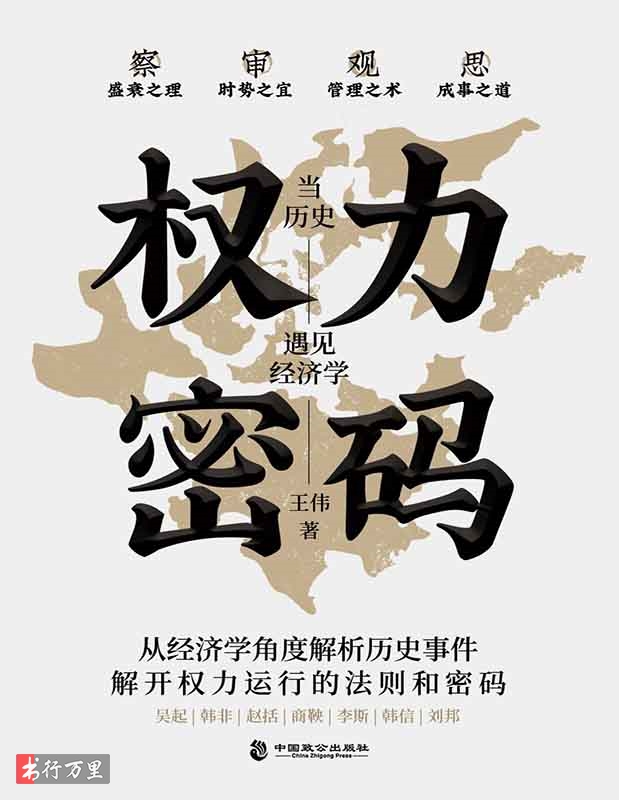 察 审 观 思
盛衰之理 时势之宜 管理之术 成事之道
权力
当
历史
遇见
经济学
密码
王伟
著
从经济学角度解析历史事件
解开权力运行的法则和密码
吴起|韩非|赵括|商鞅|李斯|韩信|刘邦
中国致公出版社
China Zhigong Press
书行万里